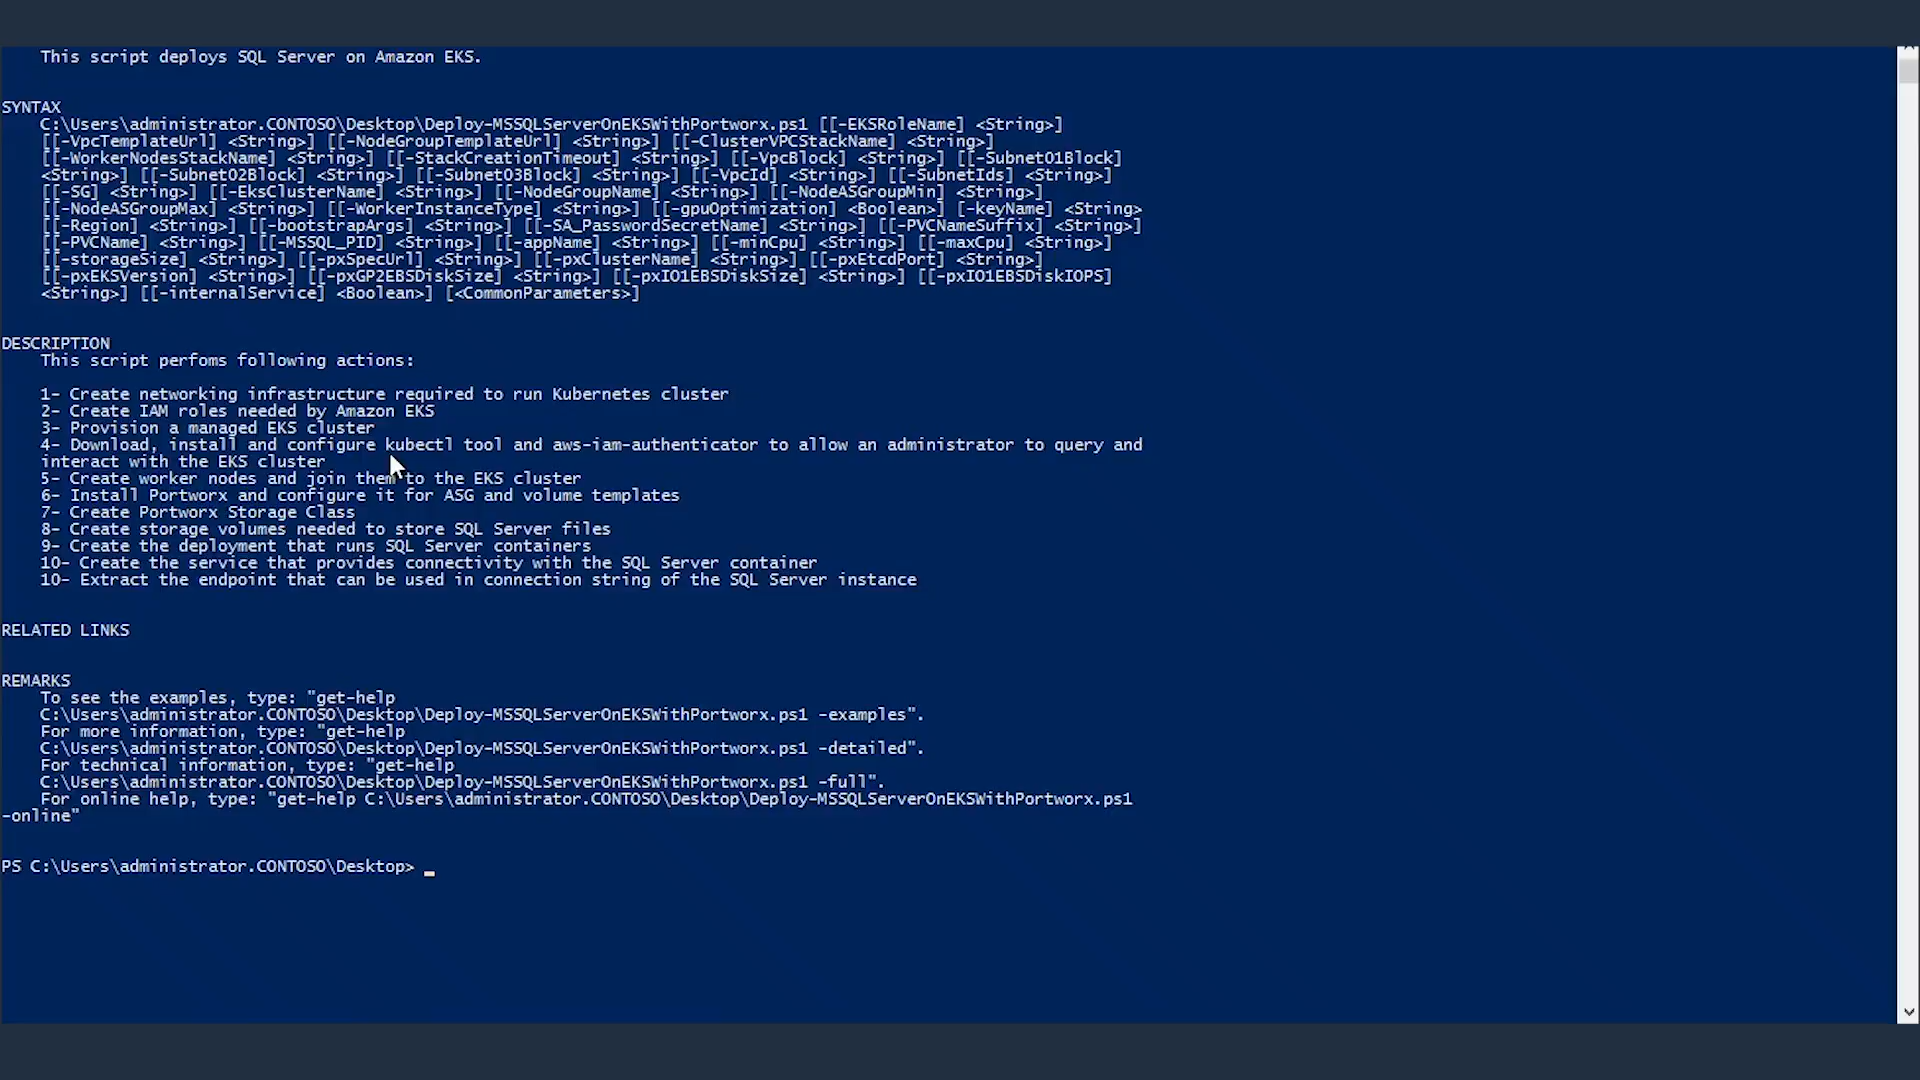 This script deploys SQL Server on Amazon EKS.
SYNTAX
C:\Users\administrator.CONTOSO\Desktop\Deploy-MSSQLServerOnEKSWithPortworx.ps1 [[-EKSRoleName] <String>]
[[-VpcTemplateUrl] <String>] [[-NodeGroupTemplateUrl] <String>] [[-ClusterVPCStackName] <String>]
[[-WorkerNodesStackName] <String>] [[-StackCreationTimeout] <String>] [[-VpcBlock] <String>] [[-Subnet01Block]
<String>] [[-Subnet02Block] <String>] [[-Subnet03Block] <String>] [[-VpcId] <String>] [[-SubnetIds] <String>]
[[-SG] <String>] [[-EksClusterName] <String>] [[-NodeGroupName] <String>] [[-NodeASGroupMin] <String>]
[[-NodeASGroupMax] <String>] [[-WorkerInstanceType] <String>] [[-gpuOptimization] <Boolean>] [-keyName] <String>
[[-Region] <String>] [[-bootstrapArgs] <String>] [[-SA_PasswordSecretName] <String>] [[-PVCNameSuffix] <String>]
[[-PVCName] <String>] [[-MSSQL_PID] <String>] [[-appName] <String>] [[-minCpu] <String>] [[-maxCpu] <String>]
[[-storageSize] <String>] [[-pxSpecUrl] <String>] [[-pxClusterName] <String>] [[-pxEtcdPort] <String>]
[[-pxEKSVersion] <String>] [[-pxGP2EBSDiskSize] <String>] [[-pxIO1EBSDiskSize] <String>] [[-pxIO1EBSDiskIOPS]
<String>] [[-internalService] <Boolean>] [<CommonParameters>]
DESCRIPTION
This script perfoms following actions:
1- Create networking infrastructure required to run Kubernetes cluster
2- Create IAM roles needed by Amazon EKS
3- Provision a managed EKS cluster
4- Download, install and configure kubectl tool and aws-iam-authenticator to allow an administrator to query and
interact with the EKS cluster
5- Create worker nodes and join them to the EKS cluster
6- Install Portworx and configure it for ASG and volume templates
7- Create Portworx Storage Class
8- Create storage volumes needed to store SQL Server files
9- Create the deployment that runs SQL Server containers
10- Create the service that provides connectivity with the SQL Server container
10- Extract the endpoint that can be used in connection string of the SQL Server instance
RELATED LINKS
REMARKS
To see the examples, type: "get-help
C:\Users\administrator.CONTOSO\Desktop\Deploy-MSSQLServerOnEKSWithPortworx.ps1 -examples".
For more information, type: "get-help
C:\Users\administrator.CONTOSO\Desktop\Deploy-MSSQLServerOnEKSWithPortworx.ps1 -detailed".
For technical information, type: "get-help
C:\Users\administrator.CONTOSO\Desktop\Deploy-MSSQLServerOnEKSWithPortworx.ps1 -full".
For online help, type: "get-help C:\Users\administrator.CONTOSO\Desktop\Deploy-MSSQLServerOnEKSWithPortworx.ps1
-online"
PS C:\Users\administrator.CONTOSO\Desktop> _